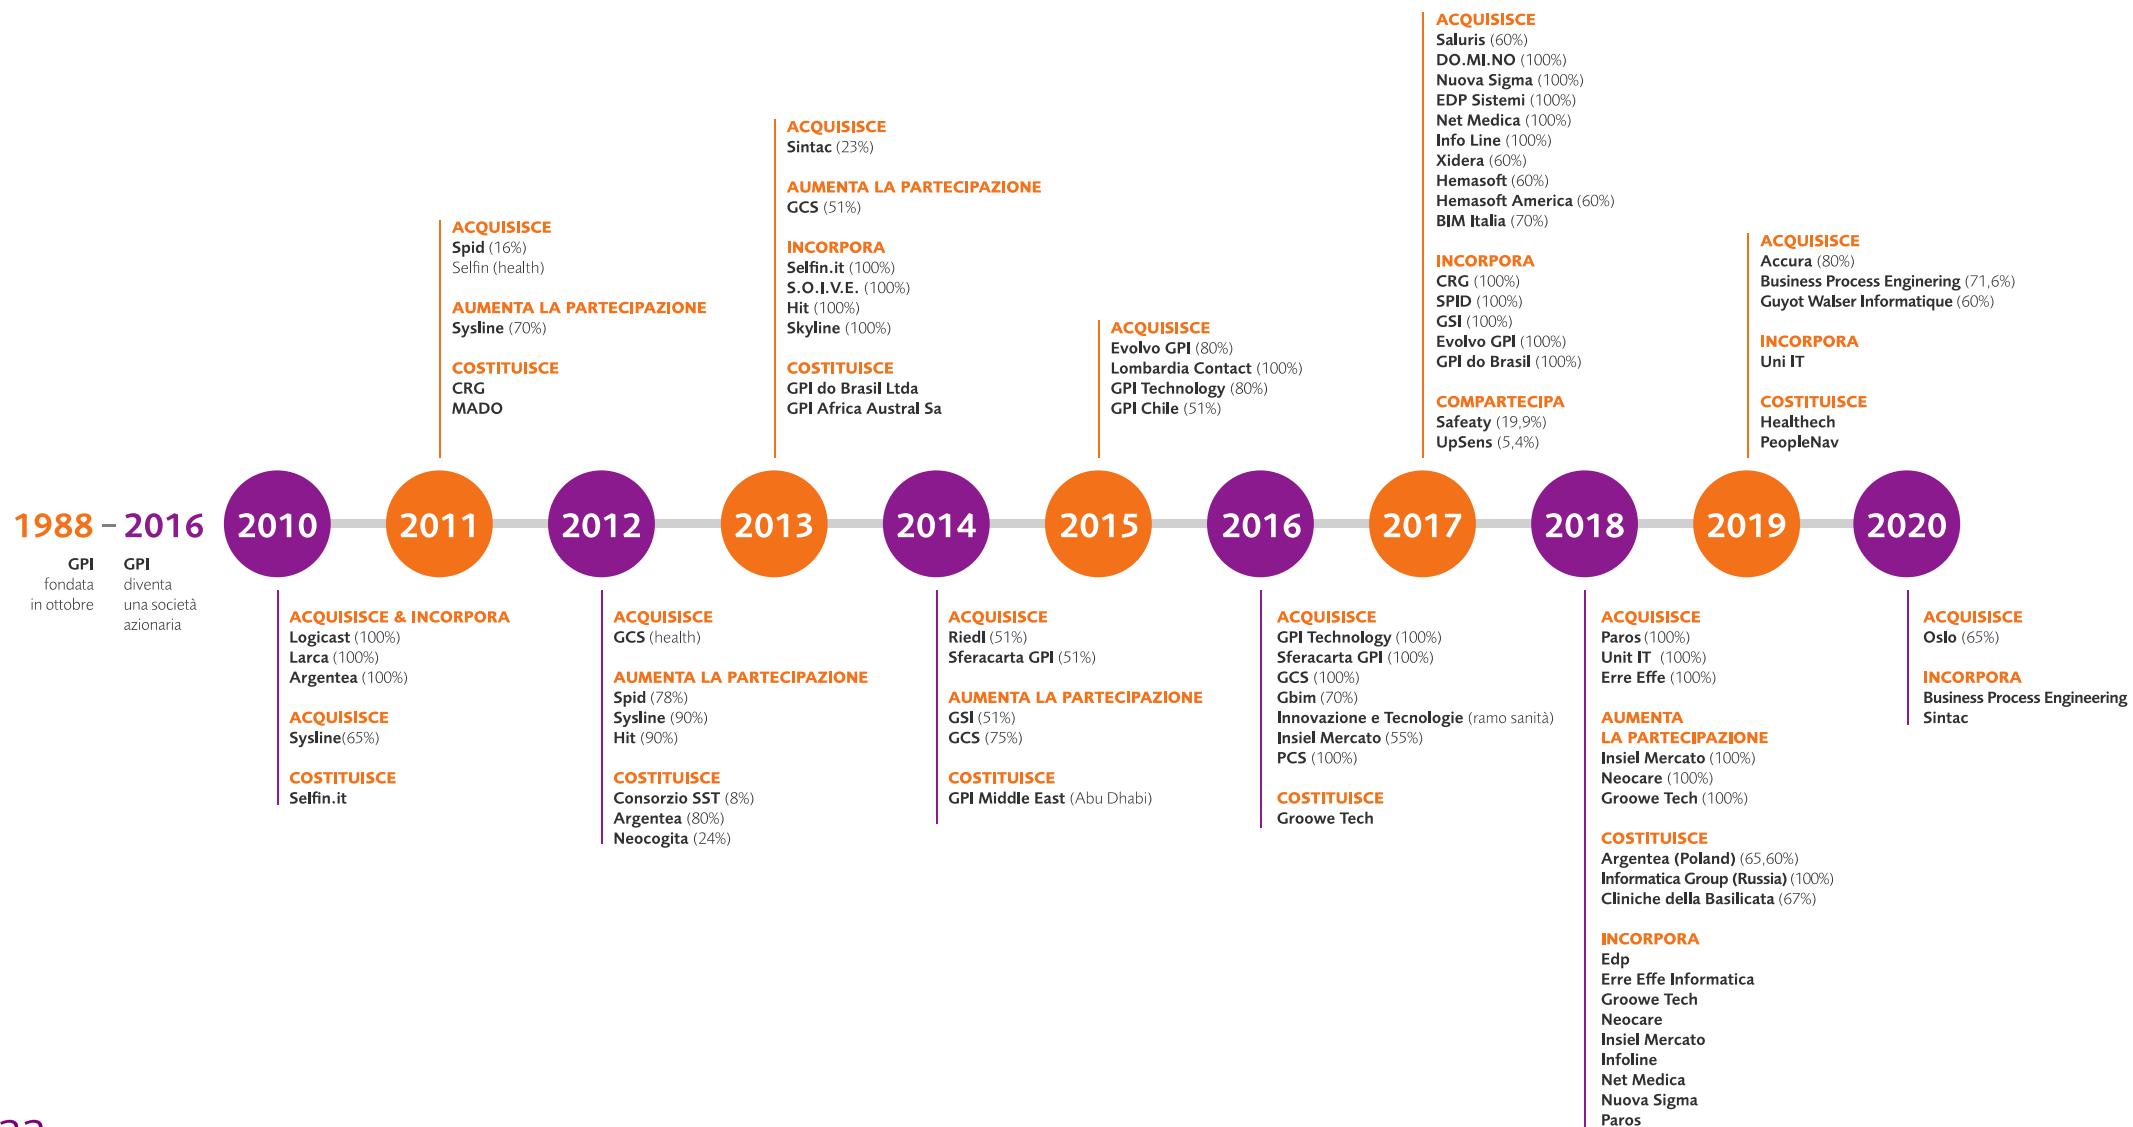 1988 – 2016
GPI
fondata
in ottobre
GPI
diventa
una società
azionaria
2010
ACQUISISCE & INCORPORA
Logicast (100%)
Larca (100%)
Argentea (100%)
ACQUISISCE
Sysline(65%)
COSTITUISCE
Selfin.it
2011
ACQUISISCE
Spid (16%)
Selfin (health)
AUMENTA LA PARTECIPAZIONE
Sysline (70%)
COSTITUISCE
CRG
MADO
2012
ACQUISISCE
GCS (health)
AUMENTA LA PARTECIPAZIONE
Spid (78%)
Sysline (90%)
Hit (90%)
COSTITUISCE
Consorzio SST (8%)
Argentea (80%)
Neocogita (24%)
2013
ACQUISISCE
Sintac (23%)
AUMENTA LA PARTECIPAZIONE
GCS (51%)
INCORPORA
Selfin.it (100%)
S.O.I.V.E. (100%)
Hit (100%)
Skyline (100%)
COSTITUISCE
GPI do Brasil Ltda
GPI Africa Austral Sa
2014
ACQUISISCE
Riedl (51%)
Sferacarta GPI (51%)
AUMENTA LA PARTECIPAZIONE
GSI (51%)
GCS (75%)
COSTITUISCE
GPI Middle East (Abu Dhabi)
2015
ACQUISISCE
Evolvo GPI (80%)
Lombardia Contact (100%)
GPI Technology (80%)
GPI Chile (51%)
2016
ACQUISISCE
GPI Technology (100%)
Sferacarta GPI (100%)
GCS (100%)
Gbim (70%)
Innovazione e Tecnologie (ramo sanità)
Insiel Mercato (55%)
PCS (100%)
COSTITUISCE
Groowe Tech
2017
ACQUISISCE
Saluris (60%)
DO.MI.NO (100%)
Nuova Sigma (100%)
EDP Sistemi (100%)
Net Medica (100%)
Info Line (100%)
Xidera (60%)
Hemasoft (60%)
Hemasoft America (60%)
BIM Italia (70%)
INCORPORA
CRG (100%)
SPID (100%)
GSI (100%)
Evolvo GPI (100%)
GPI do Brasil (100%)
COMPARTECIPA
Safeaty (19,9%)
UpSens (5,4%)
2018
ACQUISISCE
Paros (100%)
Unit IT (100%)
Erre Effe (100%)
AUMENTA
LA PARTECIPAZIONE
Insiel Mercato (100%)
Neocare (100%)
Groowe Tech (100%)
COSTITUISCE
Argentea (Poland) (65,60%)
Informatica Group (Russia) (100%)
Cliniche della Basilicata (67%)
INCORPORA
Edp
Erre Effe Informatica
Groowe Tech
Neocare
Insiel Mercato
Infoline
Net Medica
Nuova Sigma
Paros
2019
ACQUISISCE
Accura (80%)
Business Process Enginering (71,6%)
Guyot Walser Informatique (60%)
INCORPORA
Uni IT
COSTITUISCE
Healthech
PeopleNav
2020
ACQUISISCE
Oslo (65%)
INCORPORA
Business Process Engineering
Sintac